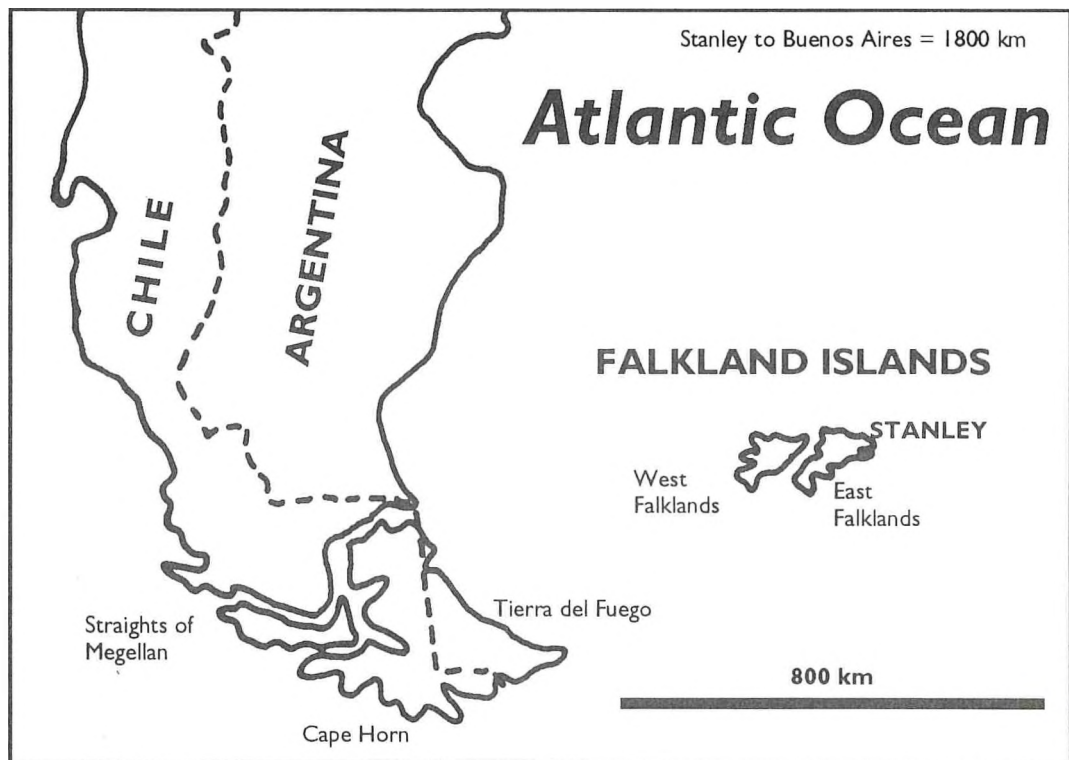 Stanley to Buenos Aires = 1800 km
Atlantic Ocean
CHILE
ARGENTINA
FALKLAND ISLANDS
STANLEY
West
Falklands
East
Falklands
Tierra del Fuego
Straights of
Megellan
800 km
Cape Horn